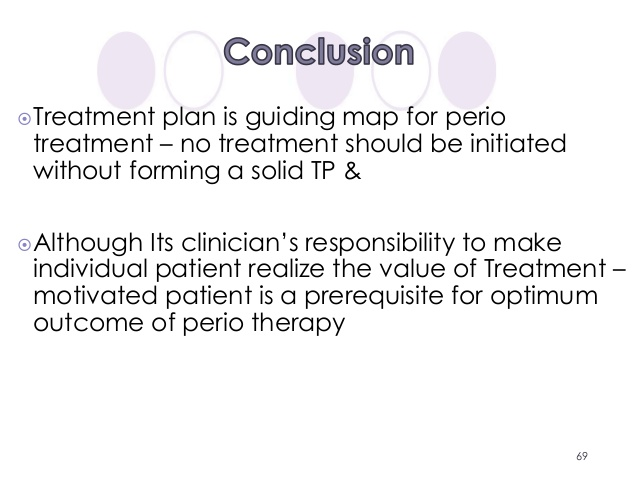 Conclusion
Treatment plan is guiding map for perio
treatment – no treatment should be initiated
without forming a solid TP &
Although Its clinician’s responsibility to make
individual patient realize the value of Treatment –
motivated patient is a prerequisite for optimum
outcome of perio therapy
69